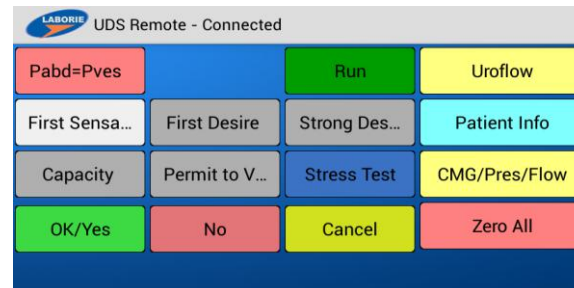 LABORIE UDS Remote - Connected
Pabd=Pves Run Uroflow
First Sensa... First Desire Strong Des... Patient Info
Capacity Permit to V... Stress Test CMG/Pres/Flow
OK/Yes No Cancel Zero All